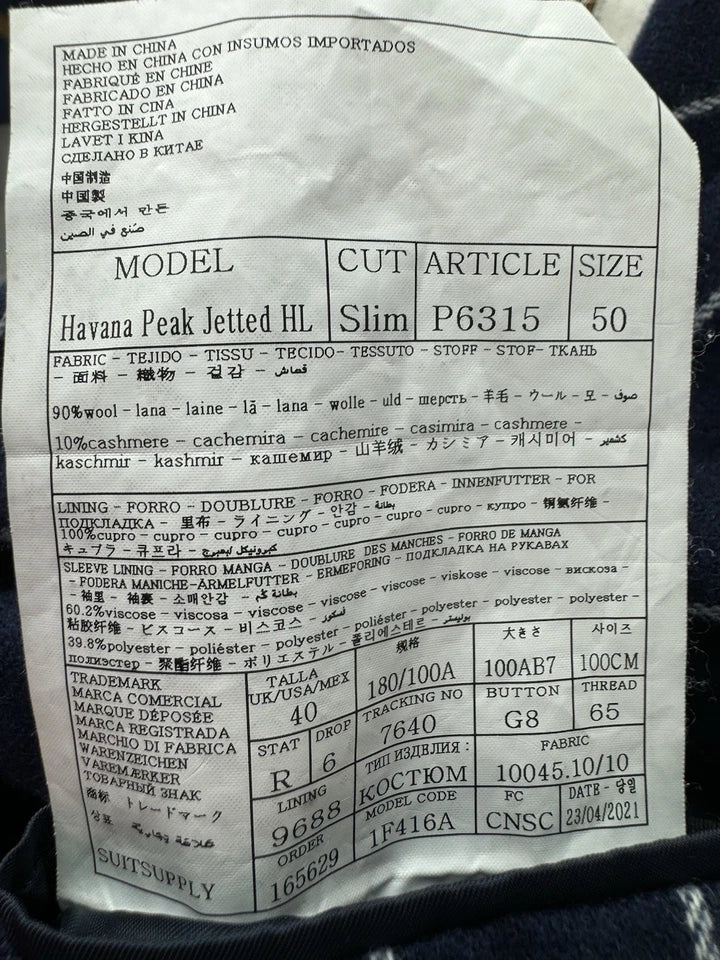 MADE IN CHINA
HECHO EN CHINA CON INSUMOS IMPORTADOS
FABRIQUÉ EN CHINE
FABRICADO EN CHINA
FATTO IN CINA
HERGESTELLT IN CHINA
LAVET I KINA
СДЕЛАНО В КИТАЕ
中国制造
中国製
중국에서 만든
صنع في الصين
MODEL CUT ARTICLE SIZE
Havana Peak Jetted HL Slim P6315 50
FABRIC - TEJIDO - TISSU - TECIDO- TESSUTO - STOFF - STOF- ТКАНЬ
- 面料 - 織物 - 겉감 - قماش
90%wool - lana - laine - lã - lana - wolle - uld - шерсть - 羊毛 - ウール - 모 - صوف
10%cashmere - cachemira - cachemire - casimira - cashmere -
kaschmir - kashmir - кашемир - 山羊绒 - カシミア - 캐시미어 - كشمير
LINING - FORRO - DOUBLURE - FORRO - FODERA - INNENFUTTER - FOR
ПОДКЛАДКА - 里布 - ライニング - 안감 - بطانة
100%cupro - cupro - cupro - cupro - cupro - cupro - cupro - купро - 铜氨纤维 -
キュプラ - 큐프라 -
SLEEVE LINING - FORRO MANGA - DOUBLURE DES MANCHES - FORRO DE MANGA
- FODERA MANICHE-ÄRMELFUTTER - ERMEFORING - ПОДКЛАДКА НА РУКАВАХ
- 袖里 - 袖裏 - 소매안감 - بطانة كم
60.2%viscose - viscosa - viscose - viscose - viscose - viskose - viscose - вискоза -
粘胶纤维 - ビスコース - 비스코스 - فسكوز
39.8%polyester - poliéster - polyester - poliéster - polyester - polyester - polyester -
полиэстер - 聚酯纤维 - ポリエステル - 폴리에스테르 - بوليستر
TRADEMARK
MARCA COMERCIAL
MARQUE DÉPOSÉE
MARCA REGISTRADA
MARCHIO DI FABRICA
WARENZEICHEN
VAREMÆRKER
ТОВАРНЫЙ ЗНАК
商标 トレードマーク
상표 علامة تجارية
SUITSUPPLY
TALLA UK/USA/MEX
40
规格
180/100A
大きさ
100AB7
사이즈
100CM
STAT
R
DROP
6
TRACKING NO
7640
BUTTON
G8
THREAD
65
LINING
9688
ТИП ИЗДЕЛИЯ :
КОСТЮМ
FABRIC
10045.10/10
ORDER
165629
MODEL CODE
1F416A
FC
CNSC
DATE - 당일
23/04/2021